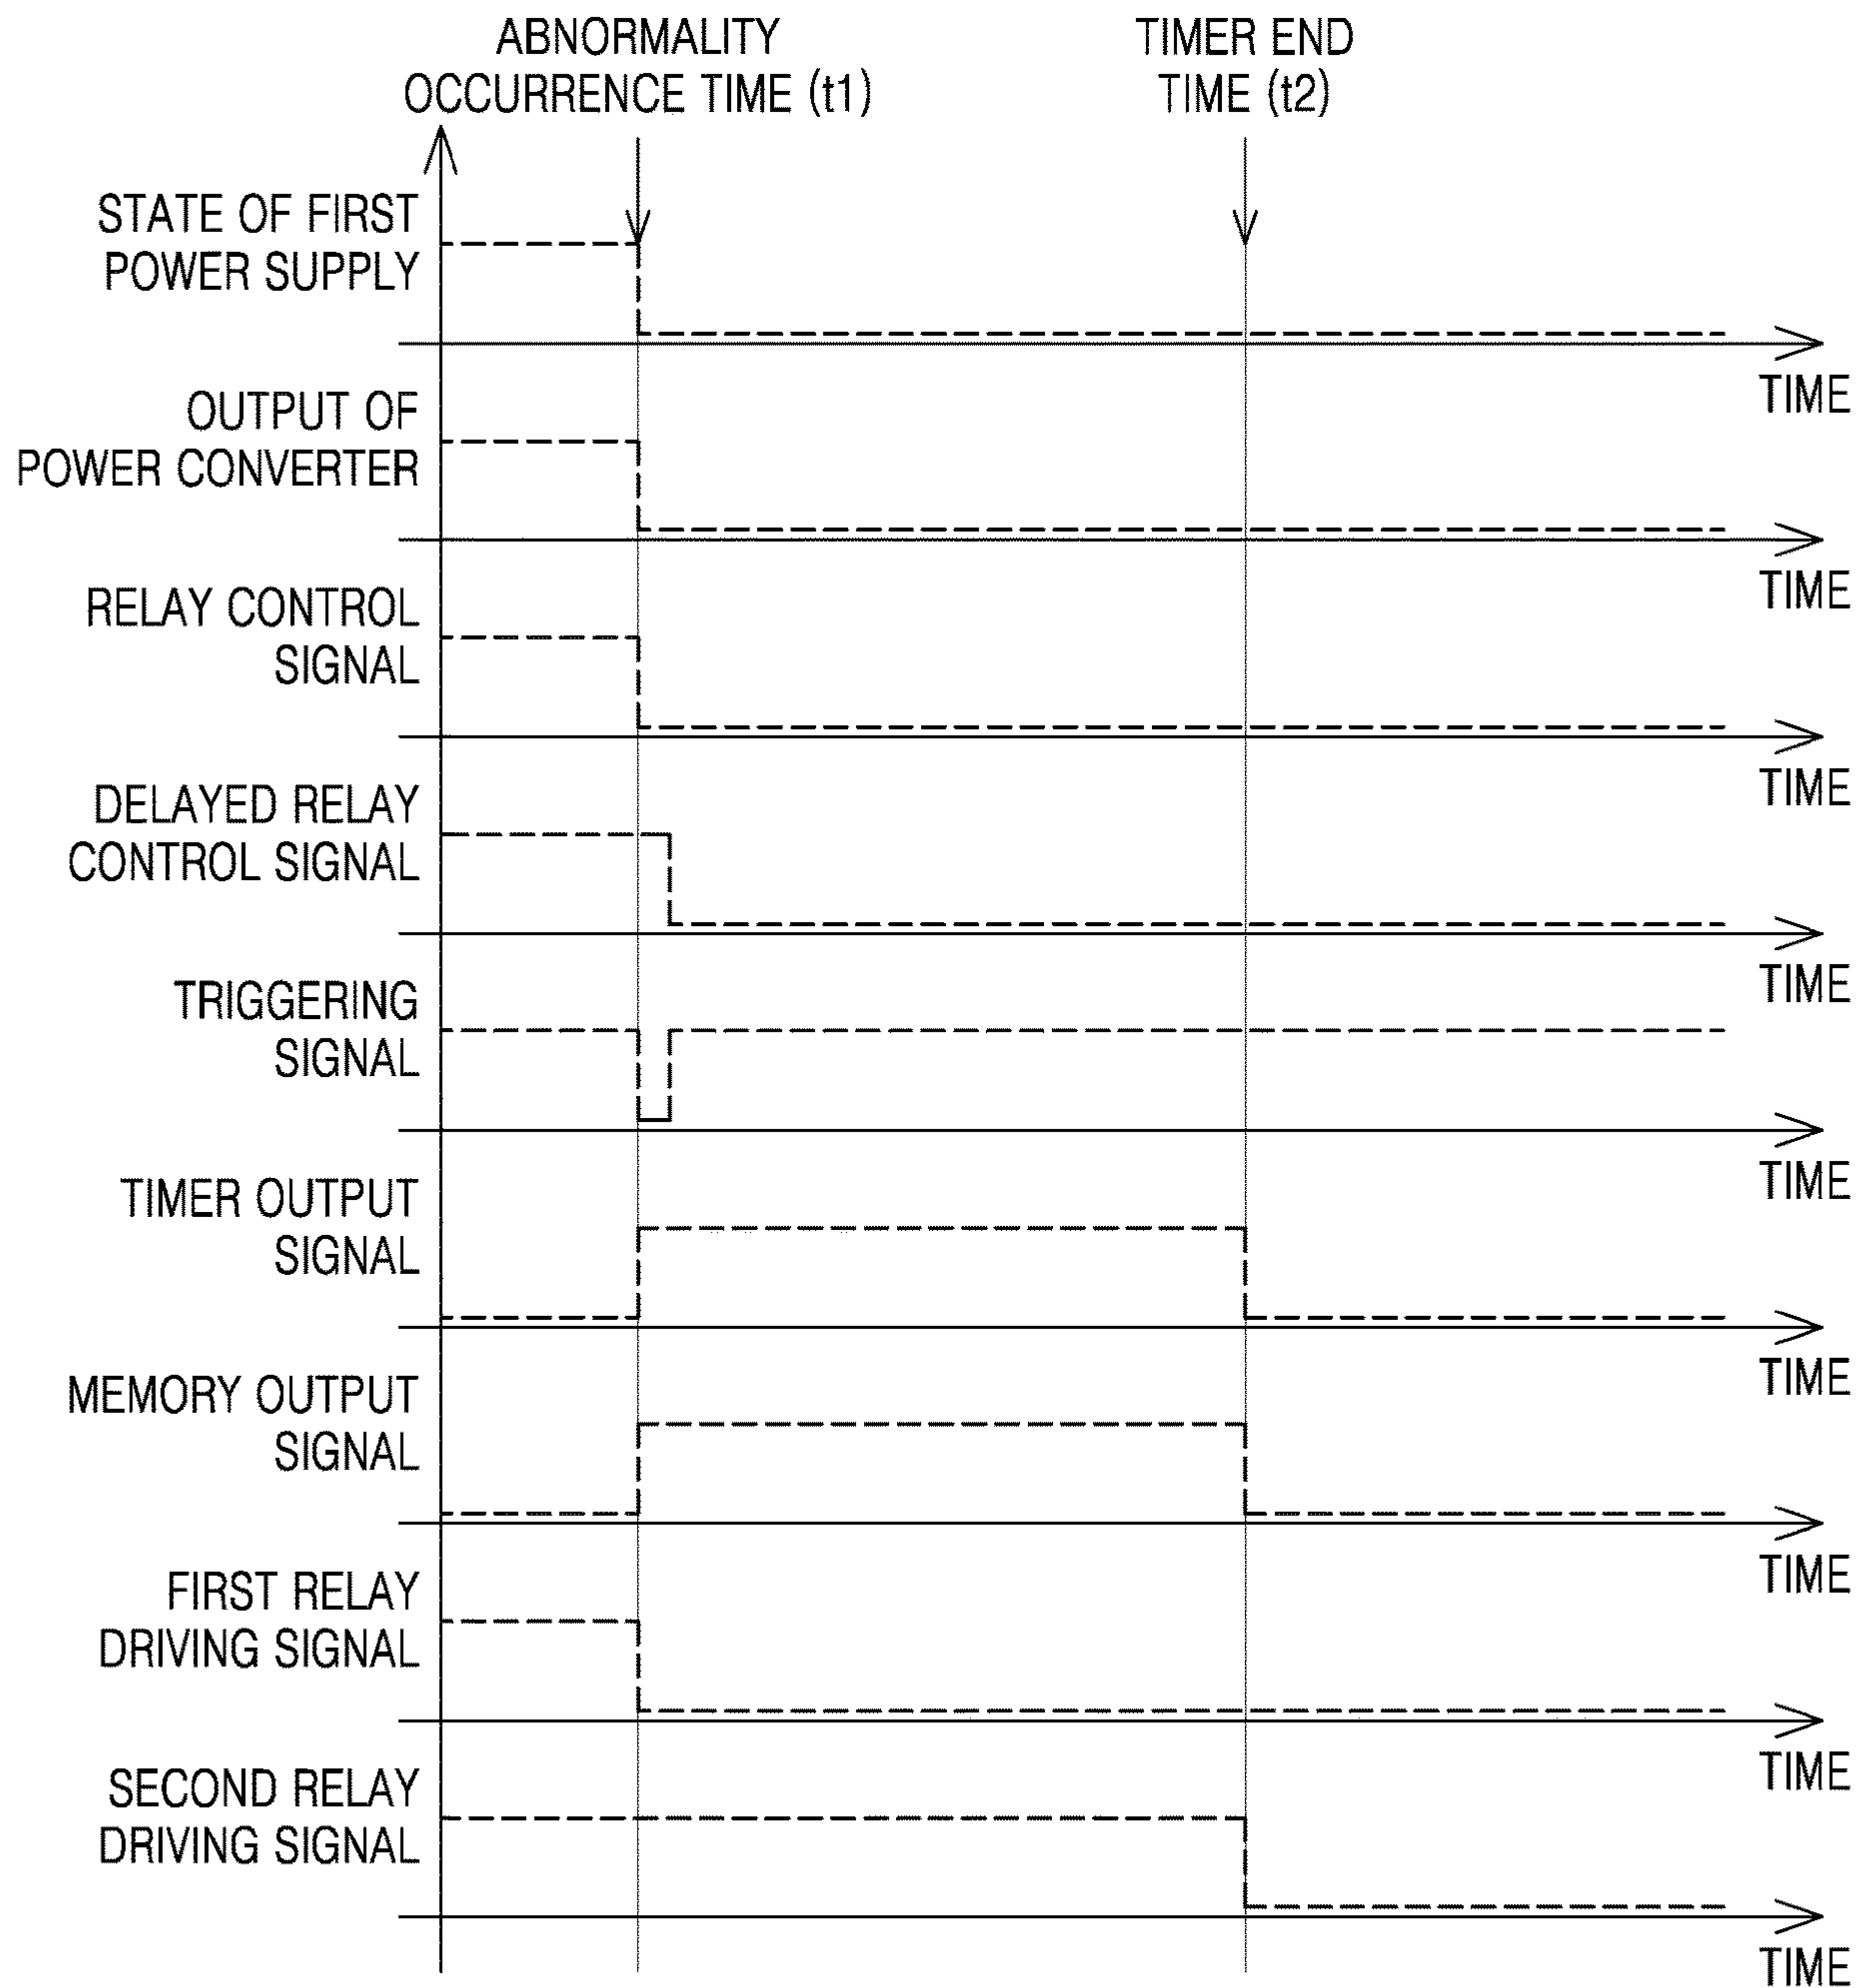 ABNORMALITY
OCCURRENCE TIME (t1)
TIMER END
TIME (t2)
STATE OF FIRST
POWER SUPPLY
TIME
OUTPUT OF
POWER CONVERTER
TIME
RELAY CONTROL
SIGNAL
TIME
DELAYED RELAY
CONTROL SIGNAL
TIME
TRIGGERING
SIGNAL
TIME
TIMER OUTPUT
SIGNAL
TIME
MEMORY OUTPUT
SIGNAL
TIME
FIRST RELAY
DRIVING SIGNAL
TIME
SECOND RELAY
DRIVING SIGNAL
TIME